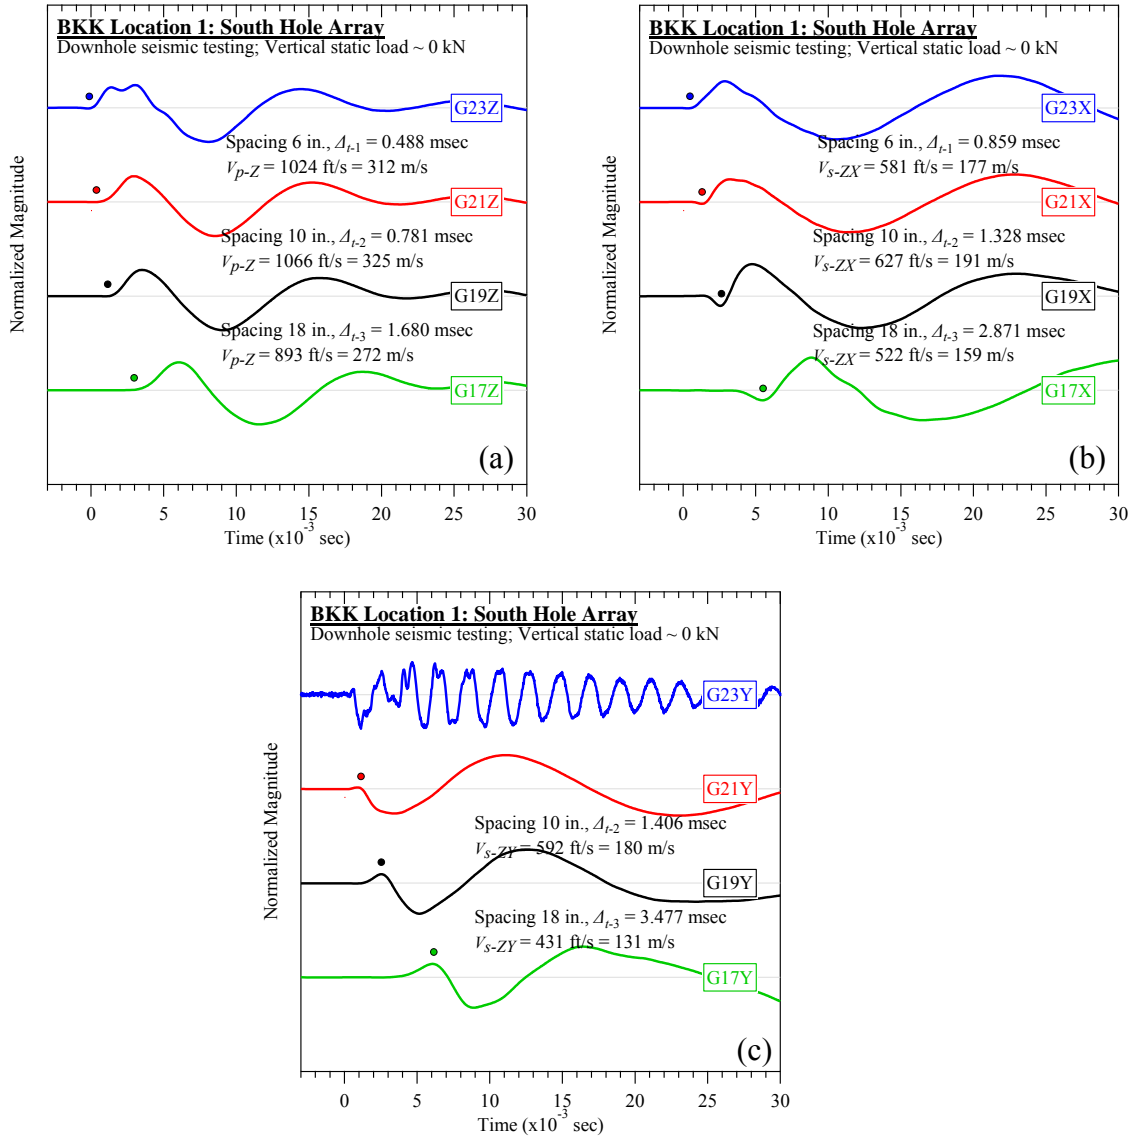 BKK Location 1: South Hole Array
Downhole seismic testing; Vertical static load ~ 0 kN
G23Z
Spacing 6 in., Δt-1 = 0.488 msec
Vp-Z = 1024 ft/s = 312 m/s
G21Z
Spacing 10 in., Δt-2 = 0.781 msec
Vp-Z = 1066 ft/s = 325 m/s
G19Z
Spacing 18 in., Δt-3 = 1.680 msec
Vp-Z = 893 ft/s = 272 m/s
G17Z
(a)
Normalized Magnitude
0 5 10 15 20 25 30
Time (x10-3 sec)
BKK Location 1: South Hole Array
Downhole seismic testing; Vertical static load ~ 0 kN
G23X
Spacing 6 in., Δt-1 = 0.859 msec
Vs-ZX = 581 ft/s = 177 m/s
G21X
Spacing 10 in., Δt-2 = 1.328 msec
Vs-ZX = 627 ft/s = 191 m/s
G19X
Spacing 18 in., Δt-3 = 2.871 msec
Vs-ZX = 522 ft/s = 159 m/s
G17X
(b)
Normalized Magnitude
0 5 10 15 20 25 30
Time (x10-3 sec)
BKK Location 1: South Hole Array
Downhole seismic testing; Vertical static load ~ 0 kN
G23Y
G21Y
Spacing 10 in., Δt-2 = 1.406 msec
Vs-ZY = 592 ft/s = 180 m/s
G19Y
Spacing 18 in., Δt-3 = 3.477 msec
Vs-ZY = 431 ft/s = 131 m/s
G17Y
(c)
Normalized Magnitude
0 5 10 15 20 25 30
Time (x10-3 sec)